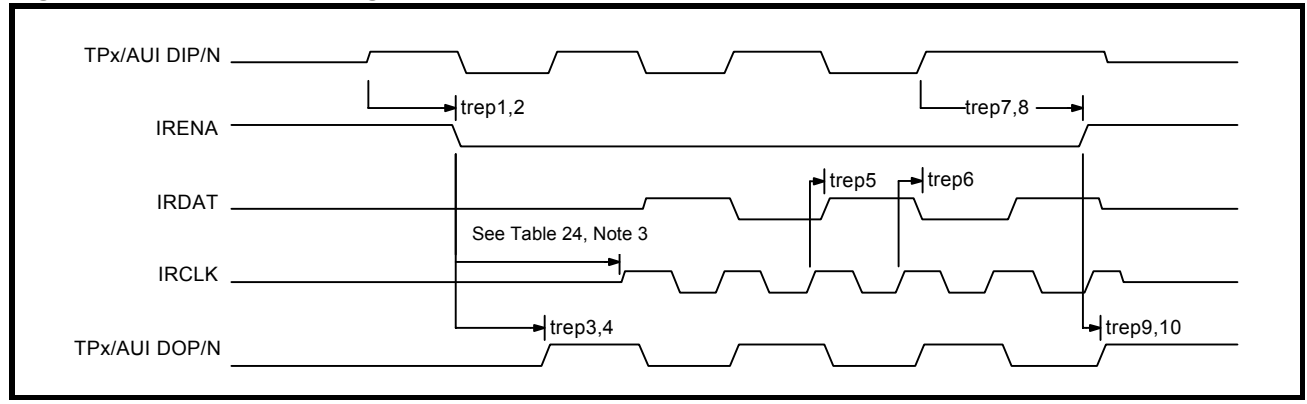 TPx/AUI DIP/N
trep1,2
trep7,8
IRENA
trep5
trep6
IRDAT
See Table 24, Note 3
IRCLK
trep3,4
trep9,10
TPx/AUI DOP/N